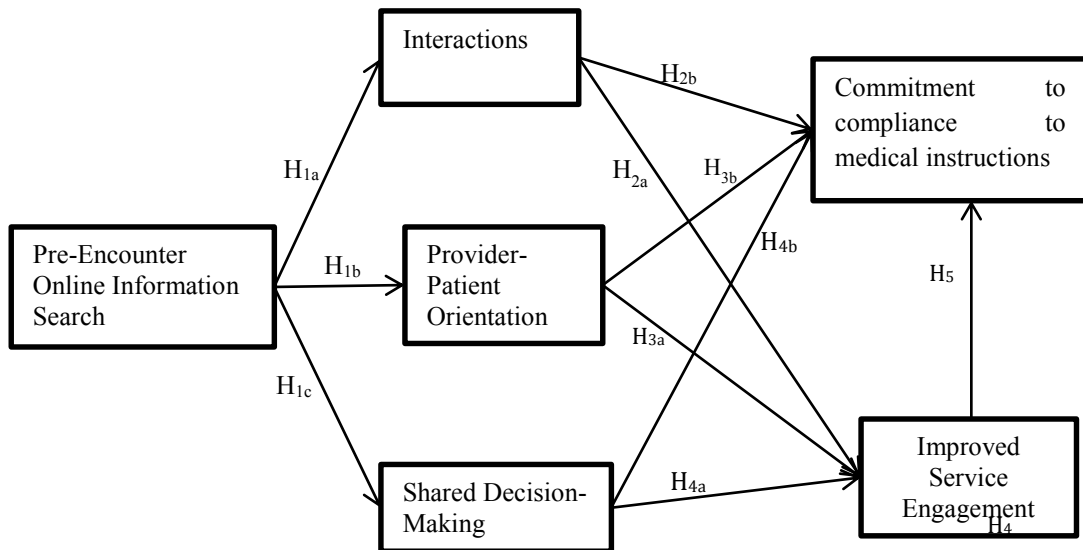 Interactions
H2b
Commitment to
compliance to
medical instructions
H1a
H2a
H3b
H4b
Pre-Encounter
Online Information
Search
H1b
Provider-
Patient
Orientation
H5
H3a
H1c
Shared Decision-
Making
H4a
Improved
Service
Engagement
H4